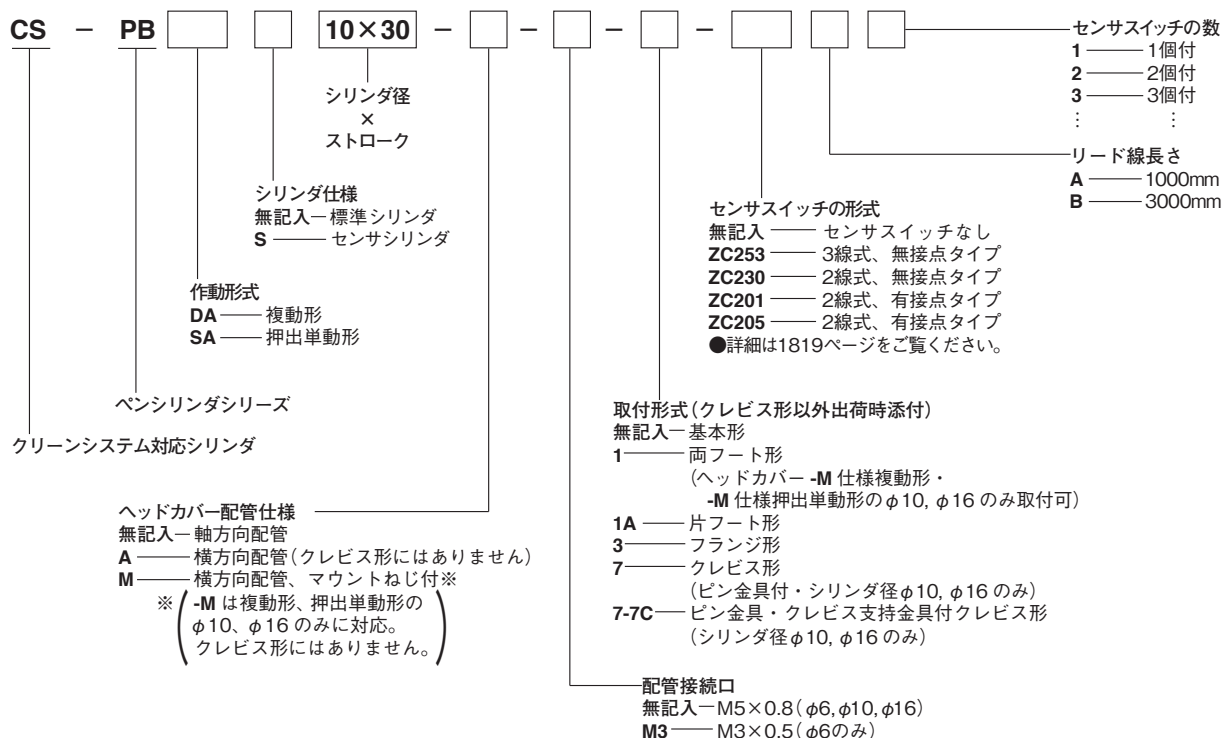 CS － PB 10×30 － － － －
センサスイッチの数
1 ―― 1個付
2 ―― 2個付
3 ―― 3個付
⋮ ⋮
リード線長さ
A ―― 1000mm
B ―― 3000mm
シリンダ径
×
ストローク
シリンダ仕様
無記入―標準シリンダ
S ―― センサシリンダ
センサスイッチの形式
無記入 ―― センサスイッチなし
ZC253 ―― 3線式、無接点タイプ
ZC230 ―― 2線式、無接点タイプ
ZC201 ―― 2線式、有接点タイプ
ZC205 ―― 2線式、有接点タイプ
●詳細は1819ページをご覧ください。
作動形式
DA ―― 複動形
SA ―― 押出単動形
ペンシリンダシリーズ
クリーンシステム対応シリンダ
取付形式（クレビス形以外出荷時添付）
無記入―基本形
1 ―― 両フート形
（ヘッドカバー -M 仕様複動形・
-M 仕様押出単動形のφ10, φ16 のみ取付可）
1A ―― 片フート形
3 ―― フランジ形
7 ―― クレビス形
（ピン金具付・シリンダ径φ10, φ16 のみ）
7-7C ― ピン金具・クレビス支持金具付クレビス形
（シリンダ径φ10, φ16 のみ）
ヘッドカバー配管仕様
無記入―軸方向配管
A ―― 横方向配管（クレビス形にはありません）
M ―― 横方向配管、マウントねじ付※
※（-M は複動形、押出単動形の
φ10、φ16 のみに対応。
クレビス形にはありません。）
配管接続口
無記入―M5×0.8（φ6,φ10,φ16）
M3 ―― M3×0.5（φ6のみ）